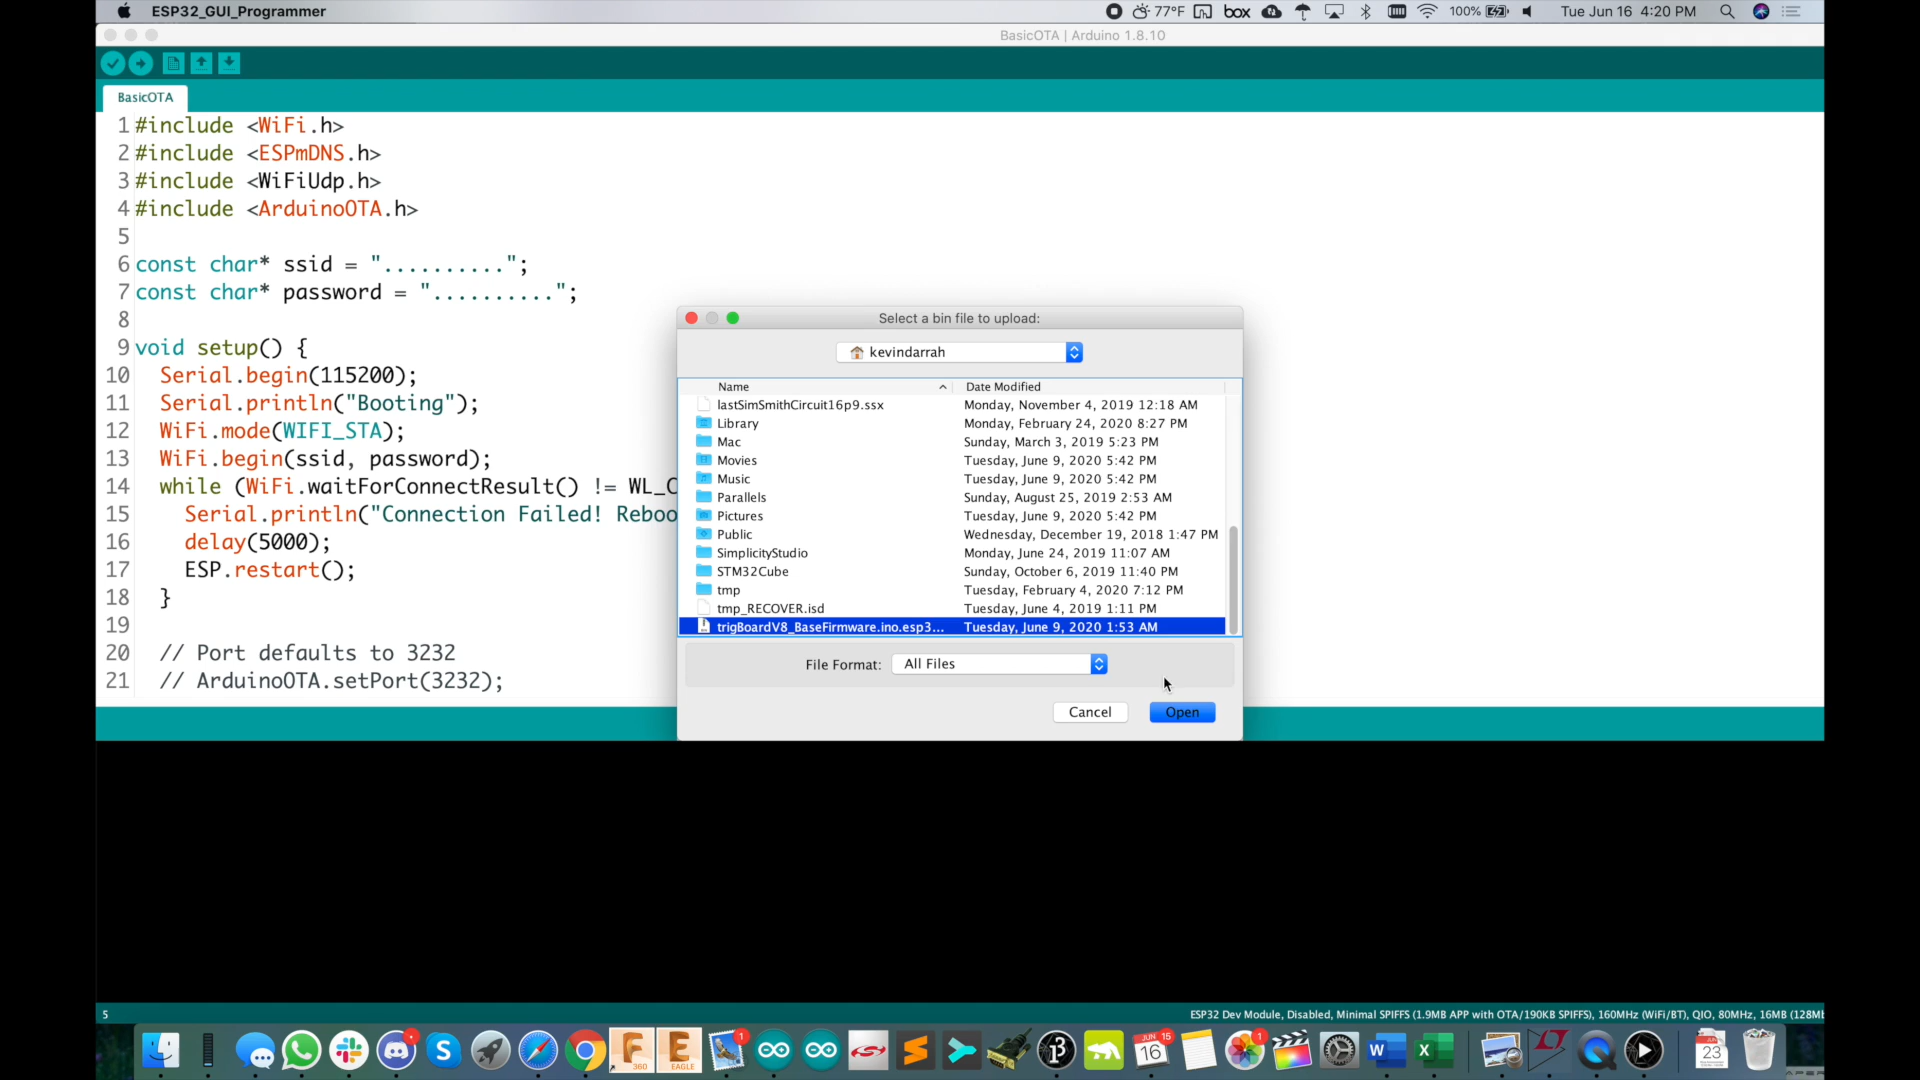 ESP32_GUI_Programmer
77°F
box
100%
Tue Jun 16 4:20 PM
BasicOTA | Arduino 1.8.10
BasicOTA
1 #include <WiFi.h>
2 #include <ESPmDNS.h>
3 #include <WiFiUdp.h>
4 #include <ArduinoOTA.h>
5
6 const char* ssid = "..........";
7 const char* password = "..........";
8
9 void setup() {
10 Serial.begin(115200);
11 Serial.println("Booting");
12 WiFi.mode(WIFI_STA);
13 WiFi.begin(ssid, password);
14 while (WiFi.waitForConnectResult() != WL_C
15 Serial.println("Connection Failed! Reboo
16 delay(5000);
17 ESP.restart();
18 }
19
20 // Port defaults to 3232
21 // ArduinoOTA.setPort(3232);
Select a bin file to upload:
kevindarrah
Name Date Modified
lastSimSmithCircuit16p9.ssx Monday, November 4, 2019 12:18 AM
Library Monday, February 24, 2020 8:27 PM
Mac Sunday, March 3, 2019 5:23 PM
Movies Tuesday, June 9, 2020 5:42 PM
Music Tuesday, June 9, 2020 5:42 PM
Parallels Sunday, August 25, 2019 2:53 AM
Pictures Tuesday, June 9, 2020 5:42 PM
Public Wednesday, December 19, 2018 1:47 PM
SimplicityStudio Monday, June 24, 2019 11:07 AM
STM32Cube Sunday, October 6, 2019 11:40 PM
tmp Tuesday, February 4, 2020 7:12 PM
tmp_RECOVER.isd Tuesday, June 4, 2019 1:11 PM
trigBoardV8_BaseFirmware.ino.esp3... Tuesday, June 9, 2020 1:53 AM
File Format: All Files
Cancel Open
5
ESP32 Dev Module, Disabled, Minimal SPIFFS (1.9MB APP with OTA/190KB SPIFFS), 160MHz (WiFi/BT), QIO, 80MHz, 16MB (128M
F 360
E EAGLE
1
JUN 15
16
1
W
X
23